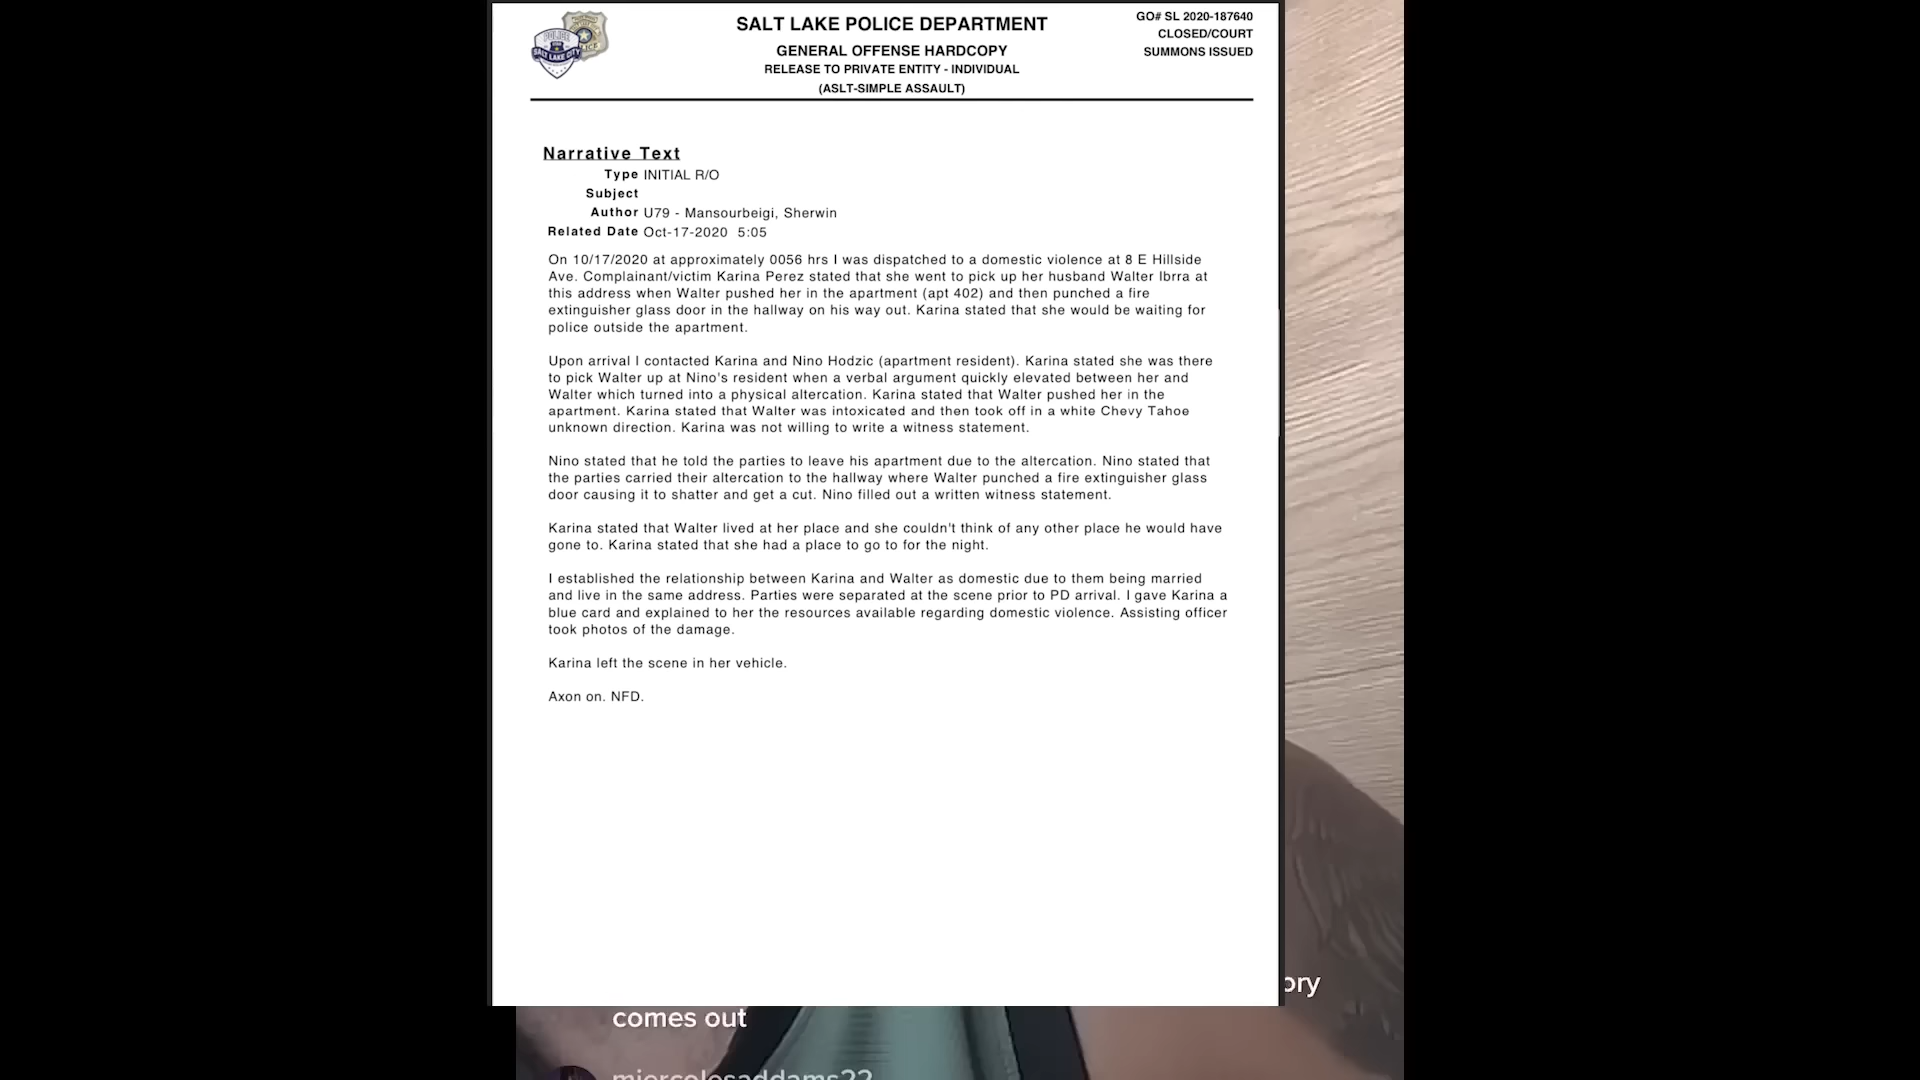 SALT LAKE POLICE DEPARTMENT
GENERAL OFFENSE HARDCOPY
RELEASE TO PRIVATE ENTITY - INDIVIDUAL
(ASLT-SIMPLE ASSAULT)
GO# SL 2020-187640
CLOSED/COURT
SUMMONS ISSUED
POLICE
SALT LAKE CITY
Narrative Text
Type INITIAL R/O
Subject
Author U79 - Mansourbeigi, Sherwin
Related Date Oct-17-2020 5:05
On 10/17/2020 at approximately 0056 hrs I was dispatched to a domestic violence at 8 E Hillside
Ave. Complainant/victim Karina Perez stated that she went to pick up her husband Walter Ibrra at
this address when Walter pushed her in the apartment (apt 402) and then punched a fire
extinguisher glass door in the hallway on his way out. Karina stated that she would be waiting for
police outside the apartment.
Upon arrival I contacted Karina and Nino Hodzic (apartment resident). Karina stated she was there
to pick Walter up at Nino's resident when a verbal argument quickly elevated between her and
Walter which turned into a physical altercation. Karina stated that Walter pushed her in the
apartment. Karina stated that Walter was intoxicated and then took off in a white Chevy Tahoe
unknown direction. Karina was not willing to write a witness statement.
Nino stated that he told the parties to leave his apartment due to the altercation. Nino stated that
the parties carried their altercation to the hallway where Walter punched a fire extinguisher glass
door causing it to shatter and get a cut. Nino filled out a written witness statement.
Karina stated that Walter lived at her place and she couldn't think of any other place he would have
gone to. Karina stated that she had a place to go to for the night.
I established the relationship between Karina and Walter as domestic due to them being married
and live in the same address. Parties were separated at the scene prior to PD arrival. I gave Karina a
blue card and explained to her the resources available regarding domestic violence. Assisting officer
took photos of the damage.
Karina left the scene in her vehicle.
Axon on. NFD.
ory
comes out
miercolesaddams22